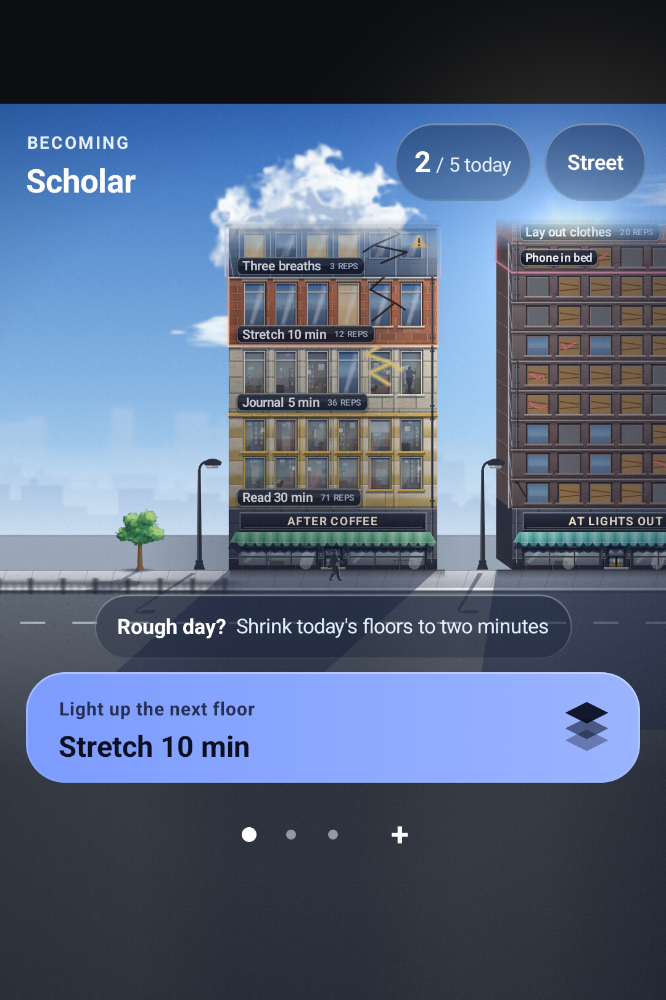 BECOMING
Scholar
2 / 5 today
Street
Three breaths 3 REPS
Stretch 10 min 12 REPS
Journal 5 min 36 REPS
Read 30 min 71 REPS
AFTER COFFEE
Lay out clothes 20 REPS
Phone in bed
AT LIGHTS OUT
Rough day? Shrink today's floors to two minutes
Light up the next floor
Stretch 10 min